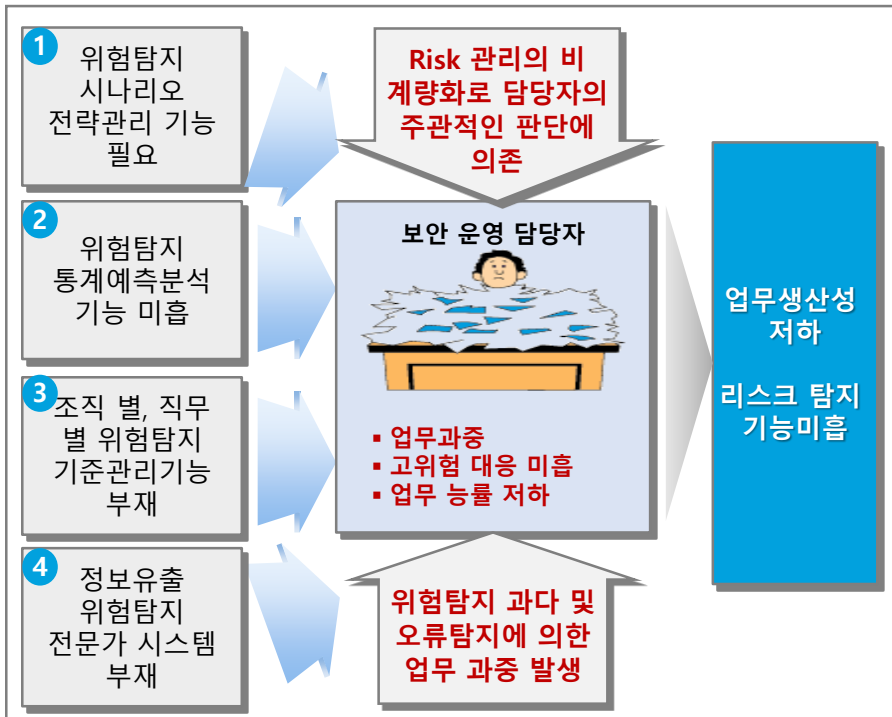 1
위험탐지
시나리오
전략관리 기능
필요
2
위험탐지
통계예측분석
기능 미흡
3
조직 별, 직무
별 위험탐지
기준관리기능
부재
4
정보유출
위험탐지
전문가 시스템
부재
Risk 관리의 비
계량화로 담당자의
주관적인 판단에
의존
보안 운영 담당자
▪ 업무과중
▪ 고위험 대응 미흡
▪ 업무 능률 저하
위험탐지 과다 및
오류탐지에 의한
업무 과중 발생
업무생산성
저하
리스크 탐지
기능미흡